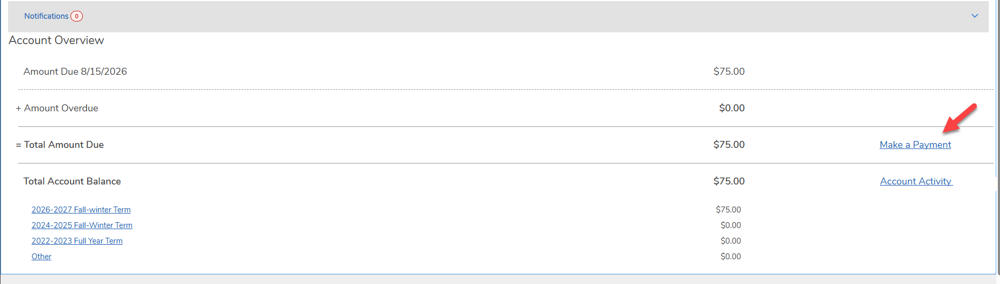 Notifications 0
Account Overview
Amount Due 8/15/2026 $75.00
+ Amount Overdue $0.00
= Total Amount Due $75.00 Make a Payment
Total Account Balance $75.00 Account Activity
2026-2027 Fall-winter Term $75.00
2024-2025 Fall-Winter Term $0.00
2022-2023 Full Year Term $0.00
Other $0.00